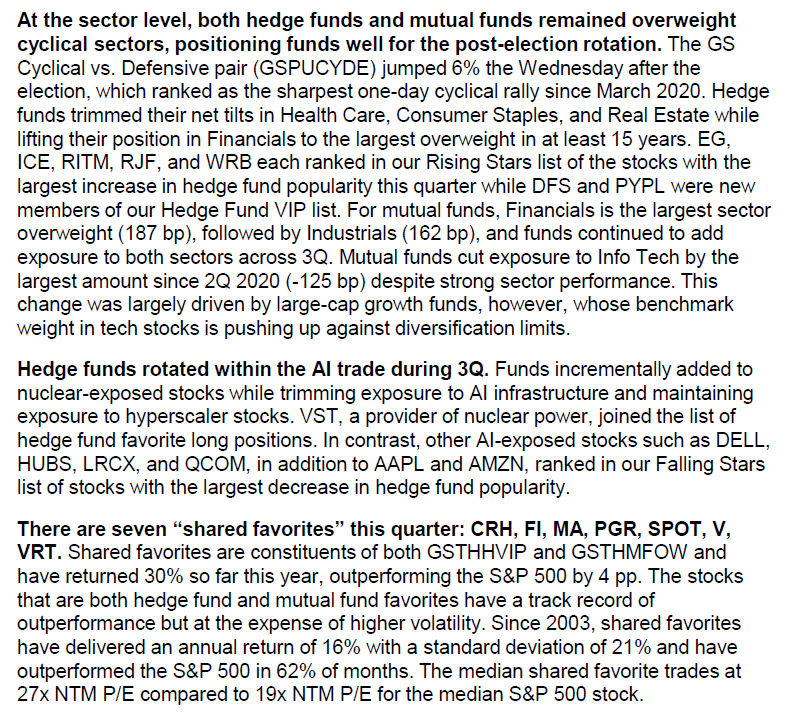 At the sector level, both hedge funds and mutual funds remained overweight
cyclical sectors, positioning funds well for the post-election rotation. The GS
Cyclical vs. Defensive pair (GSPUCYDE) jumped 6% the Wednesday after the
election, which ranked as the sharpest one-day cyclical rally since March 2020. Hedge
funds trimmed their net tilts in Health Care, Consumer Staples, and Real Estate while
lifting their position in Financials to the largest overweight in at least 15 years. EG,
ICE, RITM, RJF, and WRB each ranked in our Rising Stars list of the stocks with the
largest increase in hedge fund popularity this quarter while DFS and PYPL were new
members of our Hedge Fund VIP list. For mutual funds, Financials is the largest sector
overweight (187 bp), followed by Industrials (162 bp), and funds continued to add
exposure to both sectors across 3Q. Mutual funds cut exposure to Info Tech by the
largest amount since 2Q 2020 (-125 bp) despite strong sector performance. This
change was largely driven by large-cap growth funds, however, whose benchmark
weight in tech stocks is pushing up against diversification limits.
Hedge funds rotated within the AI trade during 3Q. Funds incrementally added to
nuclear-exposed stocks while trimming exposure to AI infrastructure and maintaining
exposure to hyperscaler stocks. VST, a provider of nuclear power, joined the list of
hedge fund favorite long positions. In contrast, other AI-exposed stocks such as DELL,
HUBS, LRCX, and QCOM, in addition to AAPL and AMZN, ranked in our Falling Stars
list of stocks with the largest decrease in hedge fund popularity.
There are seven “shared favorites” this quarter: CRH, FI, MA, PGR, SPOT, V,
VRT. Shared favorites are constituents of both GSTHHVIP and GSTHMFOW and
have returned 30% so far this year, outperforming the S&P 500 by 4 pp. The stocks
that are both hedge fund and mutual fund favorites have a track record of
outperformance but at the expense of higher volatility. Since 2003, shared favorites
have delivered an annual return of 16% with a standard deviation of 21% and have
outperformed the S&P 500 in 62% of months. The median shared favorite trades at
27x NTM P/E compared to 19x NTM P/E for the median S&P 500 stock.